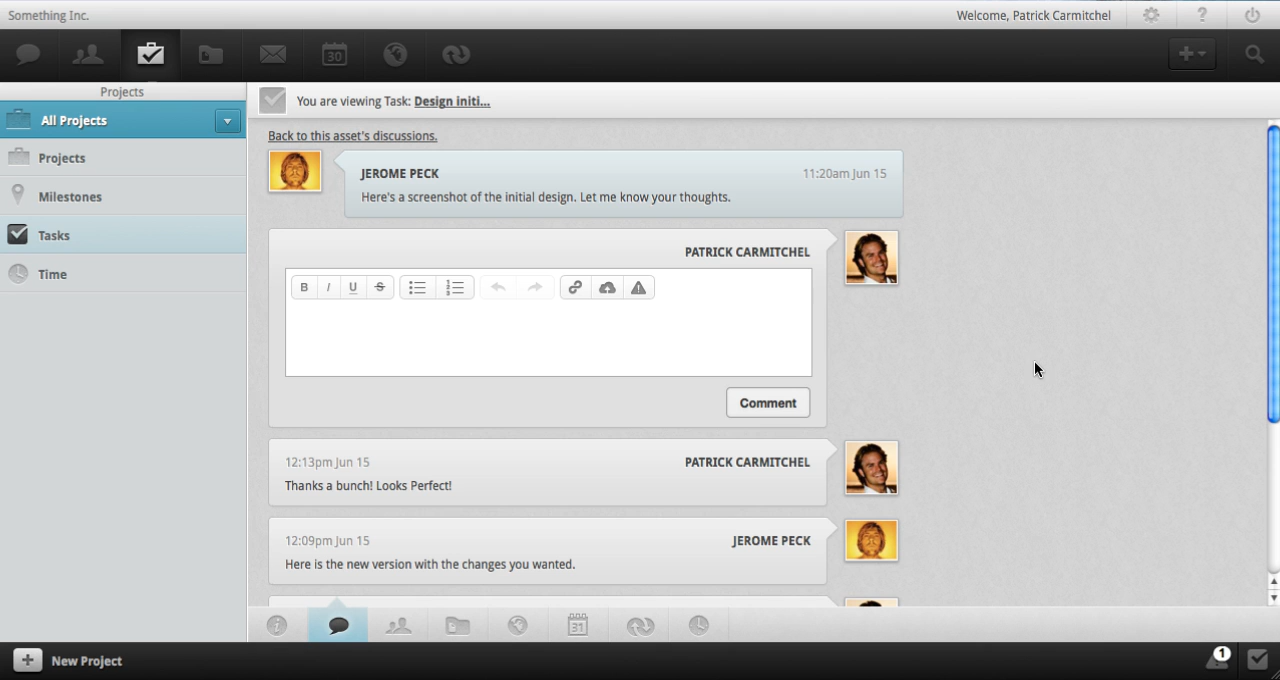 Something Inc.
Welcome, Patrick Carmitchel
?
30
Projects
All Projects
Projects
Milestones
Tasks
Time
You are viewing Task: Design initi...
Back to this asset's discussions.
JEROME PECK
11:20am Jun 15
Here's a screenshot of the initial design. Let me know your thoughts.
PATRICK CARMITCHEL
B I U S
Comment
12:13pm Jun 15
PATRICK CARMITCHEL
Thanks a bunch! Looks Perfect!
12:09pm Jun 15
JEROME PECK
Here is the new version with the changes you wanted.
31
New Project
1